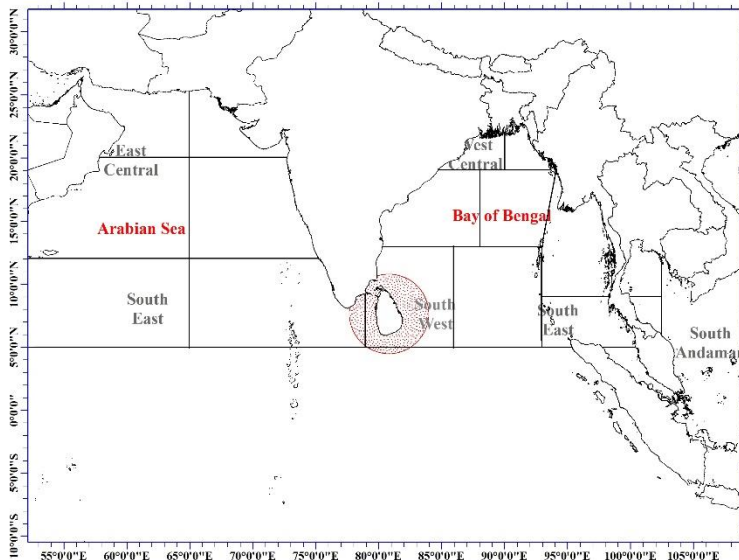 30°0'0"N
25°0'0"N
20°0'0"N
15°0'0"N
10°0'0"N
5°0'0"N
0°0'0"
5°0'0"S
10°0'0"S
East
Central
West
Central
Arabian Sea
Bay of Bengal
South
East
South
West
South
East
South
Andaman
55°0'0"E 60°0'0"E 65°0'0"E 70°0'0"E 75°0'0"E 80°0'0"E 85°0'0"E 90°0'0"E 95°0'0"E 100°0'0"E 105°0'0"E